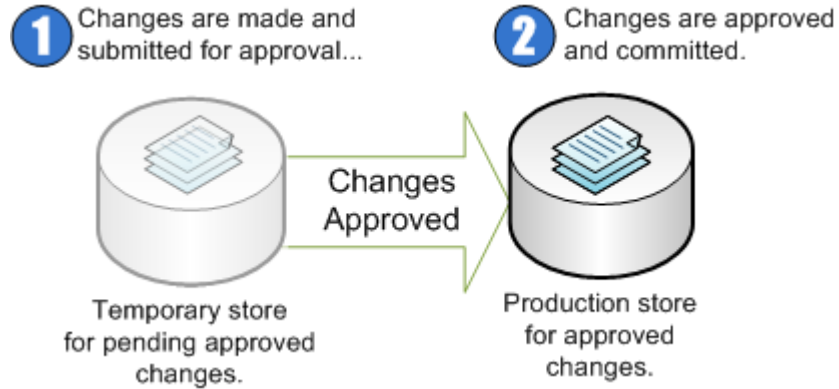 1
Changes are made and
submitted for approval...
2
Changes are approved
and committed.
Changes
Approved
Temporary store
for pending approved
changes.
Production store
for approved
changes.